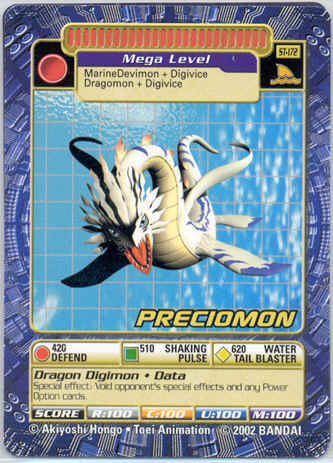 Mega Level
ST-172
MarineDevimon + Digivice
Dragomon + Digivice
PRECIOMON
420 DEFEND
510 SHAKING PULSE
620 WATER TAIL BLASTER
Dragon Digimon • Data
Special effect: Void opponent's special effects and any Power
Option cards.
SCORE R:100 C:100 U:100 M:100
© Akiyoshi Hongo • Toei Animation © 2002 BANDAI